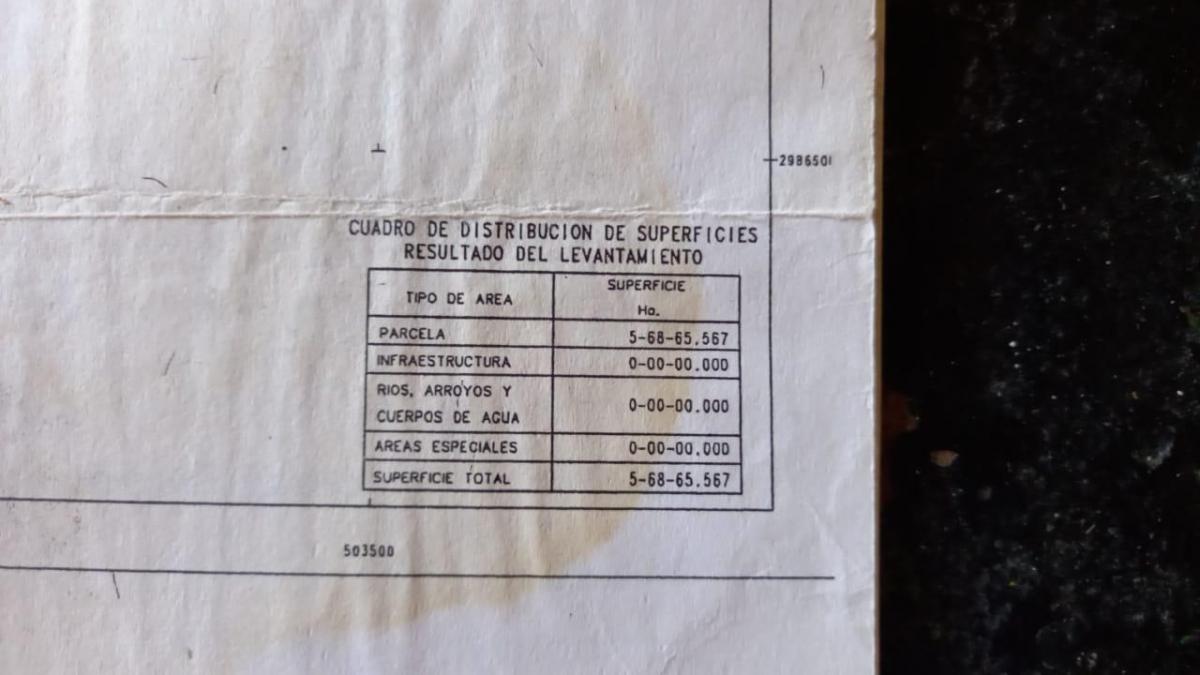 2986501
CUADRO DE DISTRIBUCION DE SUPERFICIES
RESULTADO DEL LEVANTAMIENTO
TIPO DE AREA
SUPERFICIE
Ha.
PARCELA 5-68-65.567
INFRAESTRUCTURA 0-00-00.000
RIOS, ARROYOS Y
CUERPOS DE AGUA 0-00-00.000
AREAS ESPECIALES 0-00-00.000
SUPERFICIE TOTAL 5-68-65.567
503500